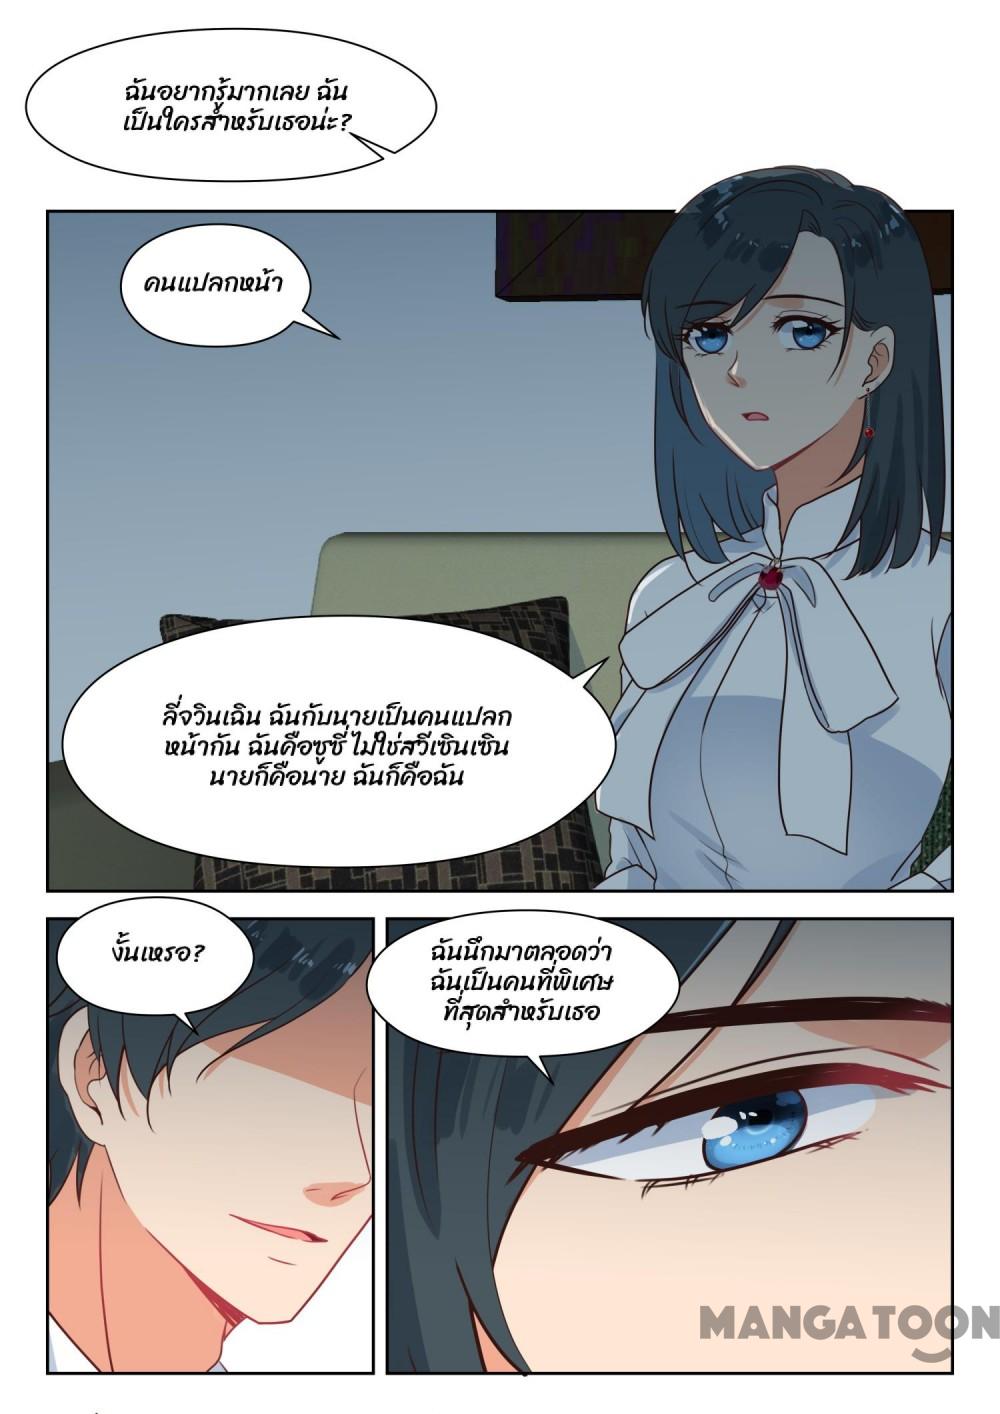 ฉันอยากรู้มากเลย ฉัน
เป็นใครสำหรับเธอน่ะ?
คนแปลกหน้า
ลี่จวินเฉิน ฉันกับนายเป็นคนแปลก
หน้ากัน ฉันคือซูซี่ ไม่ใช่สวีเซินเซิน
นายก็คือนาย ฉันก็คือฉัน
งั้นเหรอ?
ฉันนึกมาตลอดว่า
ฉันเป็นคนที่พิเศษ
ที่สุดสำหรับเธอ
MANGATOON